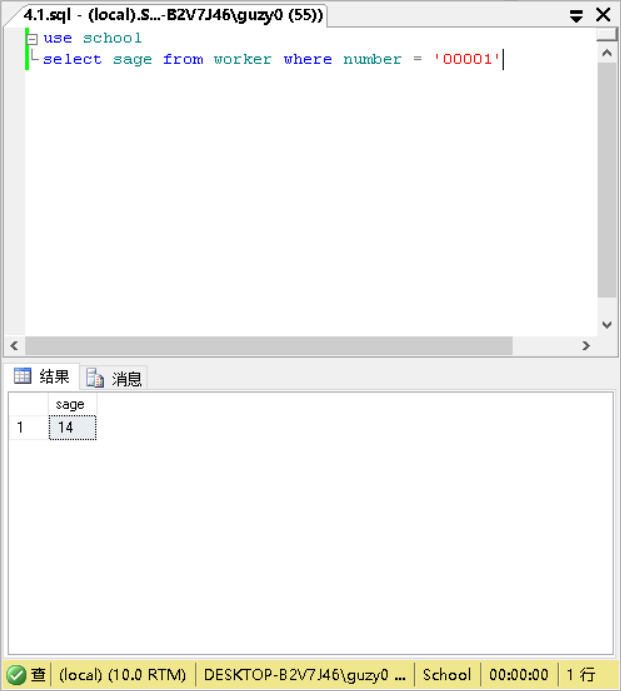 4.1.sql - (local).S...-B2V7J46\guzy0 (55))
use school
select sage from worker where number = '00001'
结果 消息
sage
1 14
查 (local) (10.0 RTM) DESKTOP-B2V7J46\guzy0 ... School 00:00:00 1 行